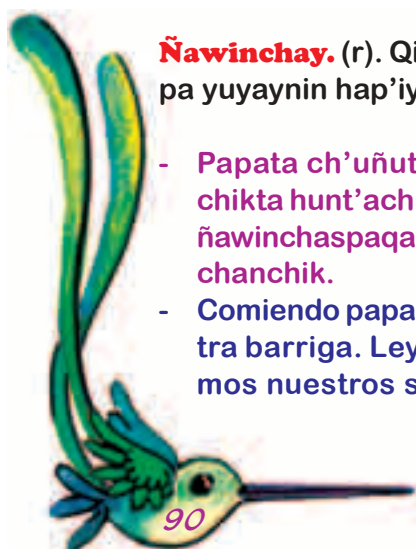 Ñawinchay. (r). Qi
pa yuyaynin hap’iy
- Papata ch’uñut
chikta hunt’ach
ñawinchaspaqa
chanchik.
- Comiendo papa
tra barriga. Ley
mos nuestros s
90